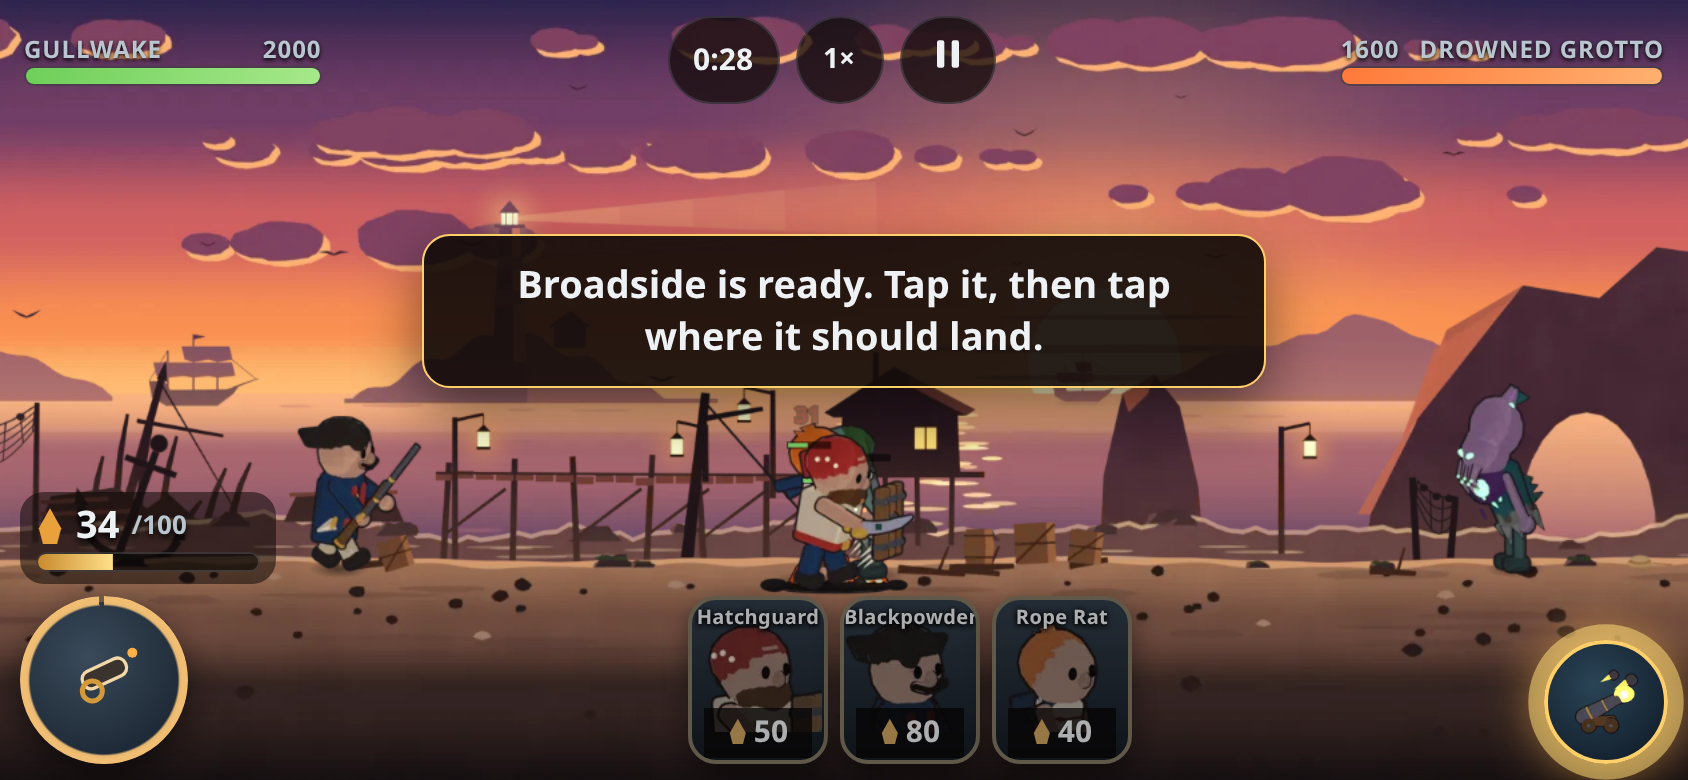 GULLWAKE 2000
0:28
1×
1600 DROWNED GROTTO
Broadside is ready. Tap it, then tap
where it should land.
31
34 /100
Hatchguard
50
Blackpowder
80
Rope Rat
40